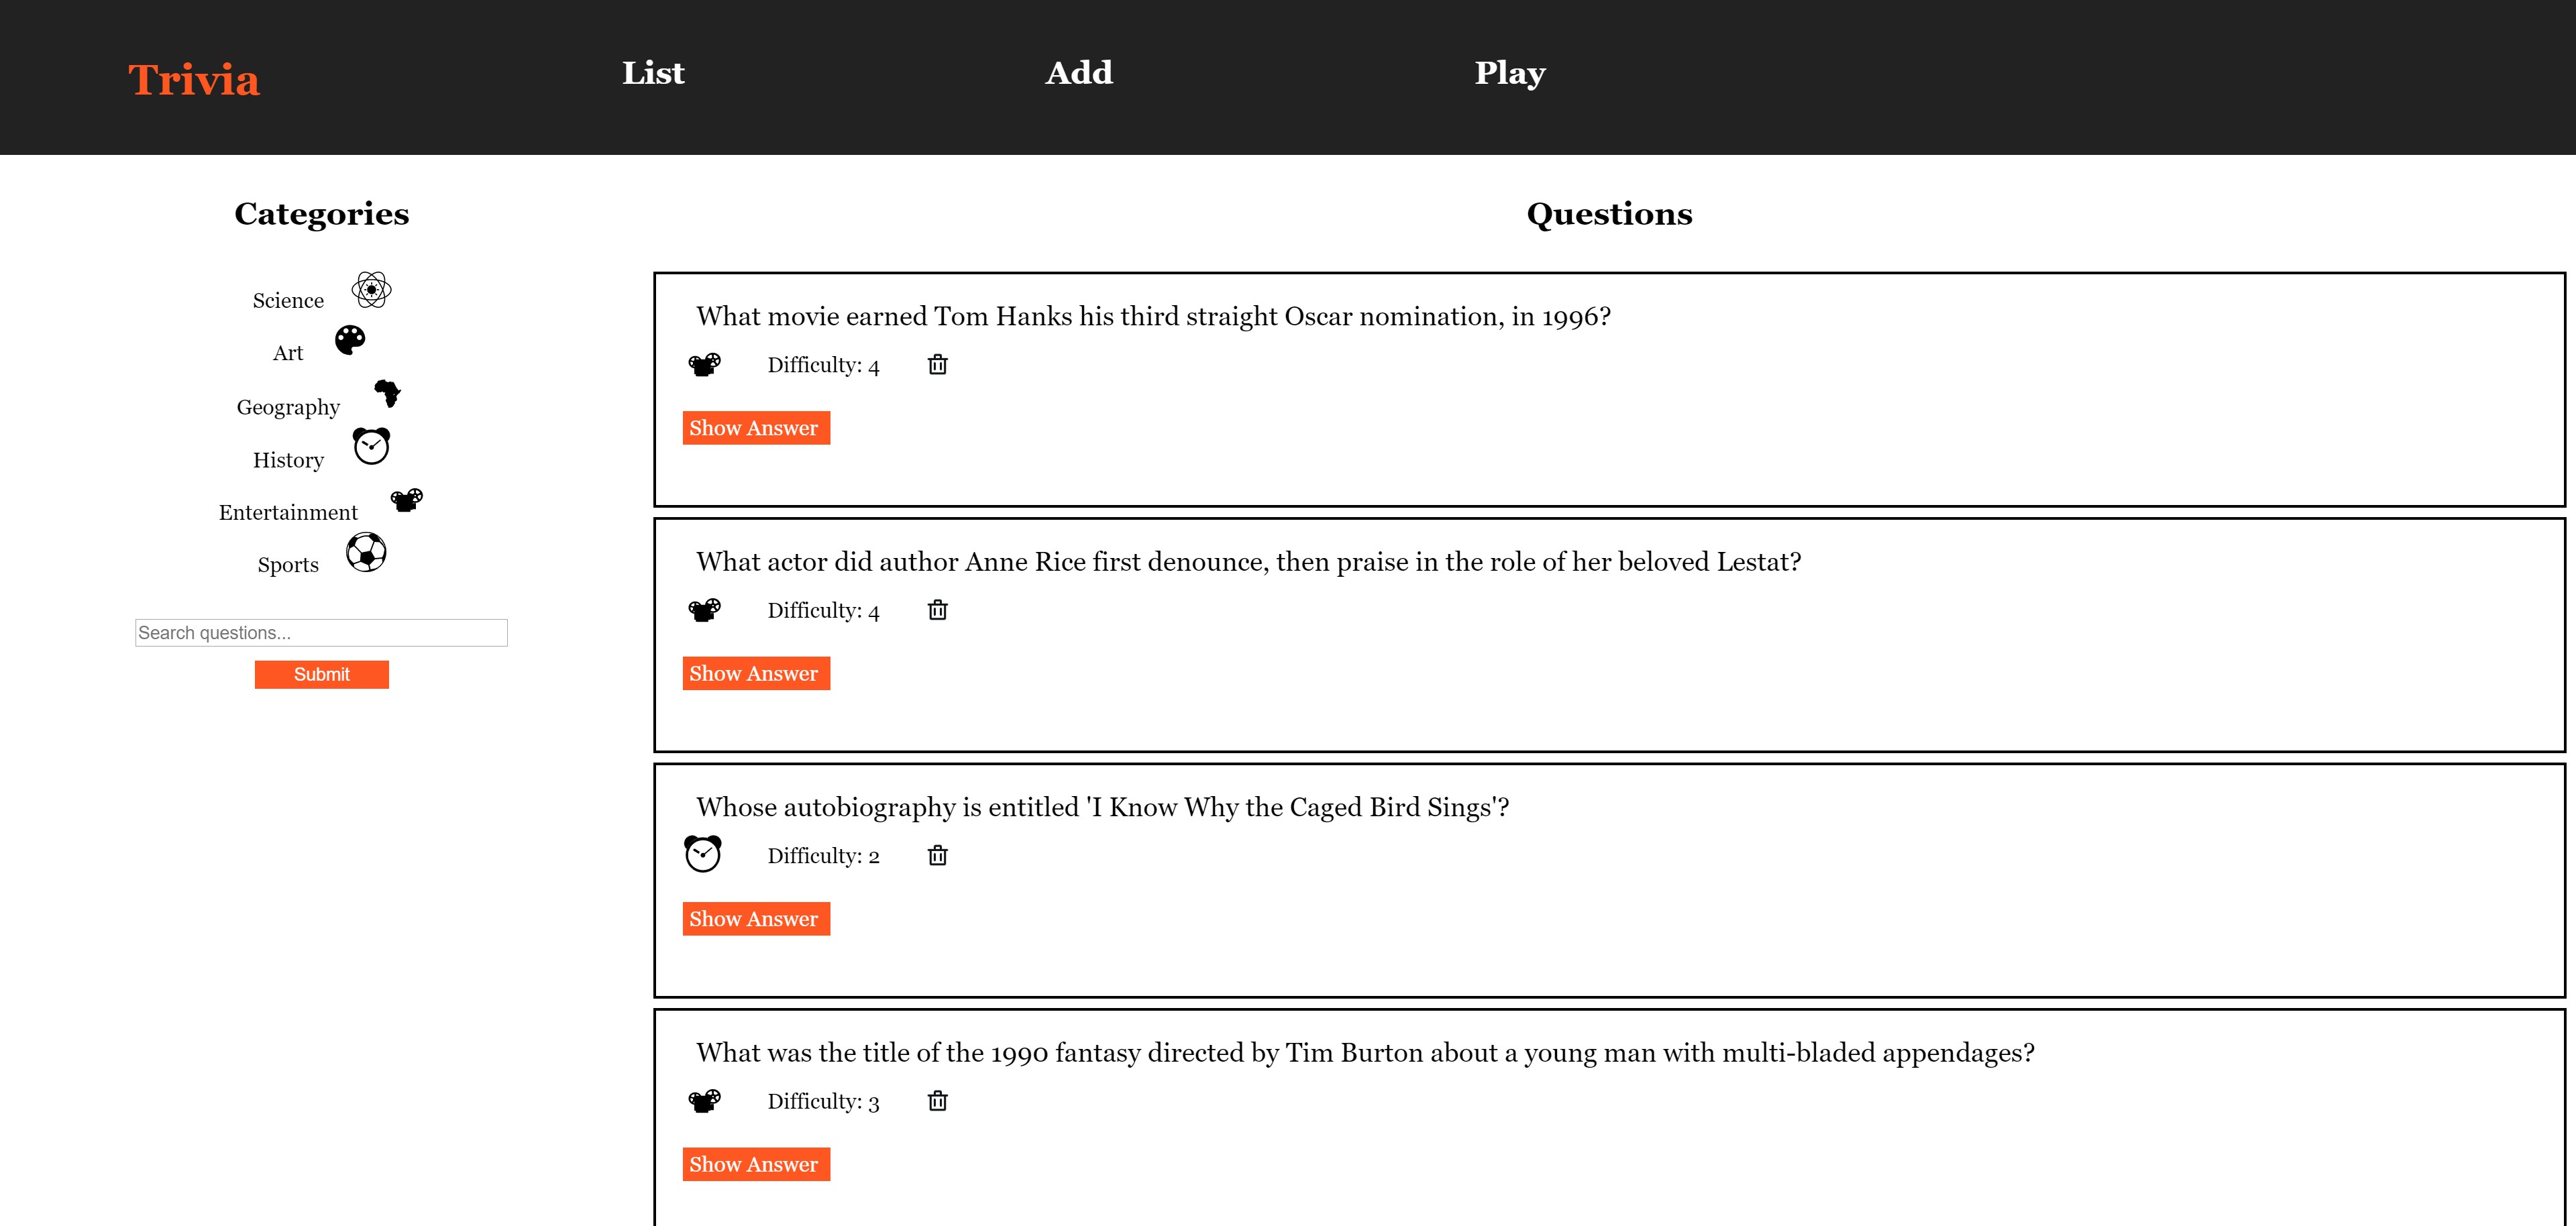 Trivia
List
Add
Play
Categories
Science
Art
Geography
History
Entertainment
Sports
Search questions...
Submit
Questions
What movie earned Tom Hanks his third straight Oscar nomination, in 1996?
Difficulty: 4
Show Answer
What actor did author Anne Rice first denounce, then praise in the role of her beloved Lestat?
Difficulty: 4
Show Answer
Whose autobiography is entitled 'I Know Why the Caged Bird Sings'?
Difficulty: 2
Show Answer
What was the title of the 1990 fantasy directed by Tim Burton about a young man with multi-bladed appendages?
Difficulty: 3
Show Answer